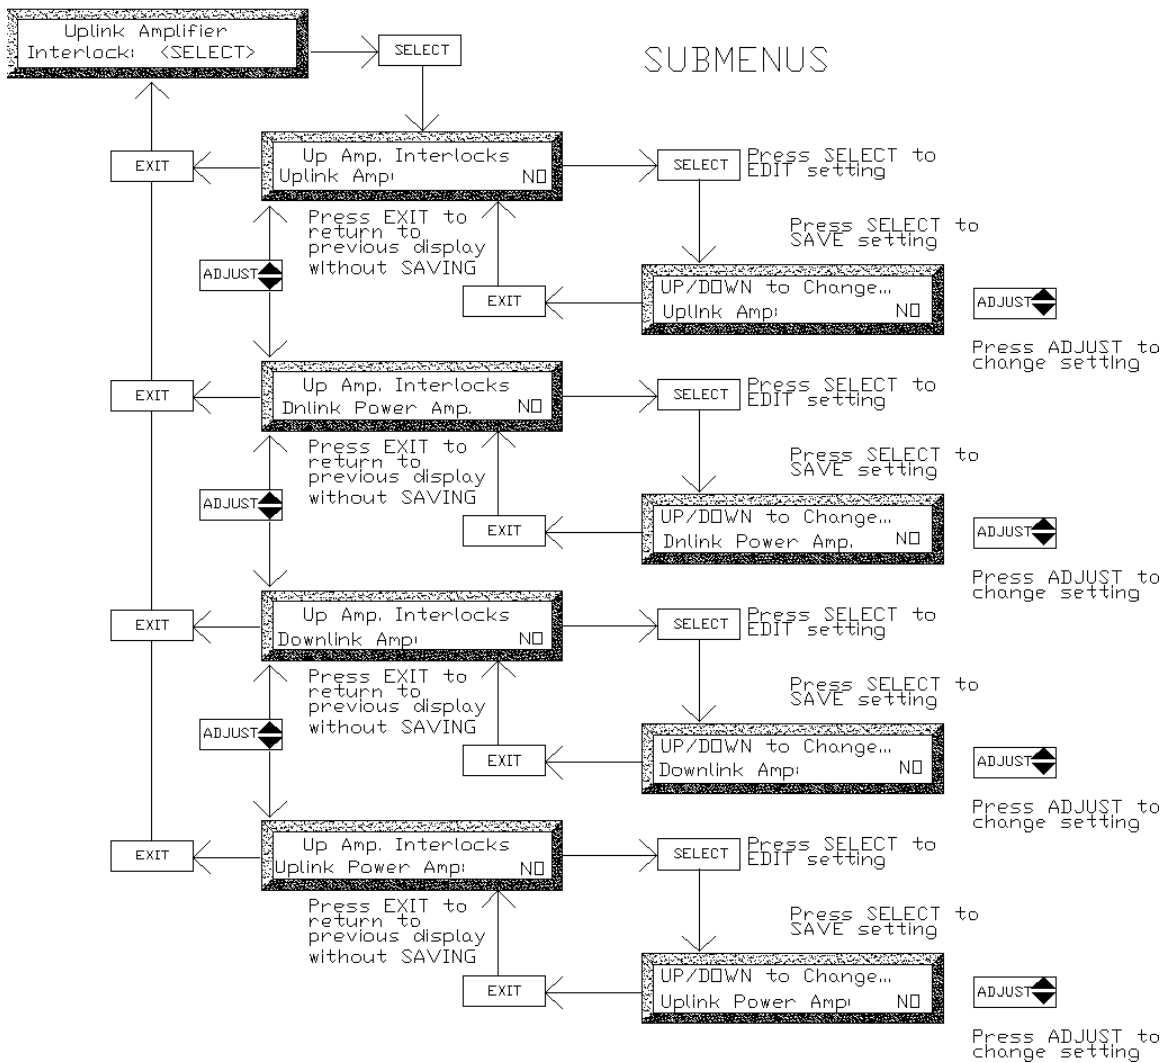 Uplink Amplifier
Interlock: <SELECT>
SELECT
SUBMENUS
EXIT
Up Amp. Interlocks
Uplink Amp: NO
SELECT
Press SELECT to
EDIT setting
Press EXIT to
return to
previous display
without SAVING
Press SELECT to
SAVE setting
ADJUST
EXIT
UP/DOWN to Change...
Uplink Amp: NO
ADJUST
Press ADJUST to
change setting
EXIT
Up Amp. Interlocks
Dnlink Power Amp. NO
SELECT
Press SELECT to
EDIT setting
Press EXIT to
return to
previous display
without SAVING
Press SELECT to
SAVE setting
ADJUST
EXIT
UP/DOWN to Change...
Dnlink Power Amp. NO
ADJUST
Press ADJUST to
change setting
EXIT
Up Amp. Interlocks
Downlink Amp: NO
SELECT
Press SELECT to
EDIT setting
Press EXIT to
return to
previous display
without SAVING
Press SELECT to
SAVE setting
ADJUST
EXIT
UP/DOWN to Change...
Downlink Amp: NO
ADJUST
Press ADJUST to
change setting
EXIT
Up Amp. Interlocks
Uplink Power Amp: NO
SELECT
Press SELECT to
EDIT setting
Press EXIT to
return to
previous display
without SAVING
Press SELECT to
SAVE setting
EXIT
UP/DOWN to Change...
Uplink Power Amp: NO
ADJUST
Press ADJUST to
change setting